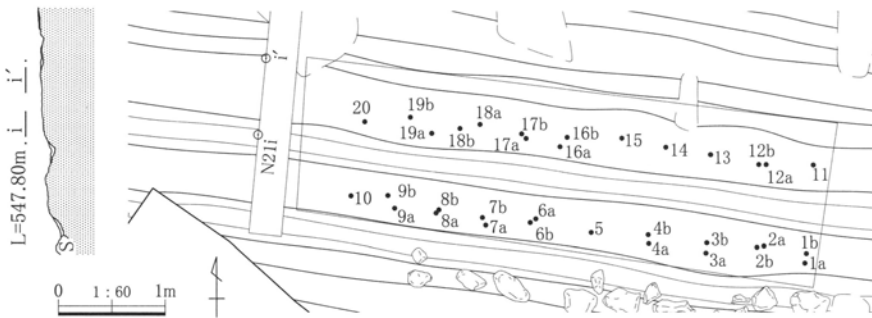 L=547.80m. i i´.
S
i´
N21i
20
19b
19a
18a
18b
17b
17a
16b
16a
15
14
13
12b
12a
11
10
9b
9a
8b
8a
7b
7a
6a
6b
5
4b
4a
3b
3a
2a
2b
1b
1a
0 1:60 1m